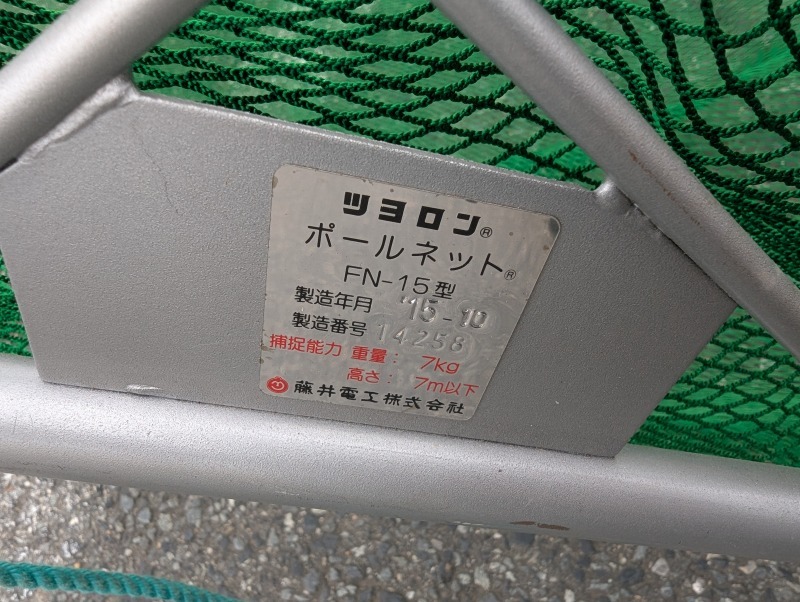 ツヨロン®
ポールネット®
FN-15型
製造年月 '15-10
製造番号 14258
捕捉能力 重量： 7kg
高さ： 7m以下
藤井電工株式会社